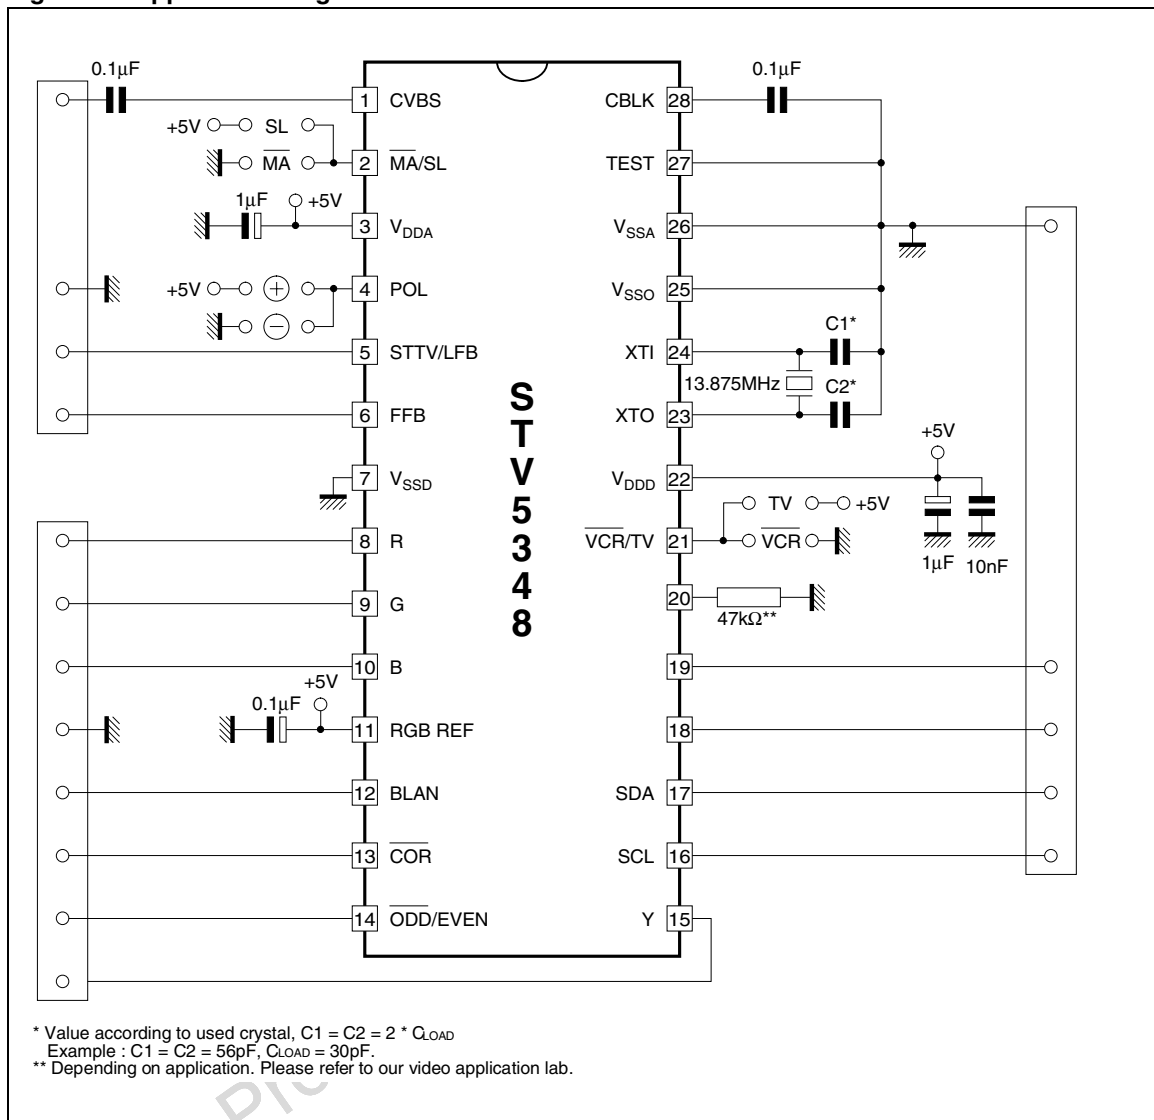 0.1µF
0.1µF
1 CVBS
CBLK 28
+5V SL
MA
2 MA/SL
TEST 27
1µF +5V
3 VDDA
VSSA 26
+5V +
−
4 POL
VSSO 25
C1*
5 STTV/LFB
XTI 24
13.875MHz
C2*
6 FFB
XTO 23
+5V
7 VSSD
VDDD 22
TV +5V
VCR
1µF 10nF
8 R
VCR/TV 21
20
47kΩ**
9 G
10 B
19
0.1µF +5V
11 RGB REF
18
12 BLAN
SDA 17
13 COR
SCL 16
14 ODD/EVEN
Y 15
STV5348
* Value according to used crystal, C1 = C2 = 2 * CLOAD
Example : C1 = C2 = 56pF, CLOAD = 30pF.
** Depending on application. Please refer to our video application lab.